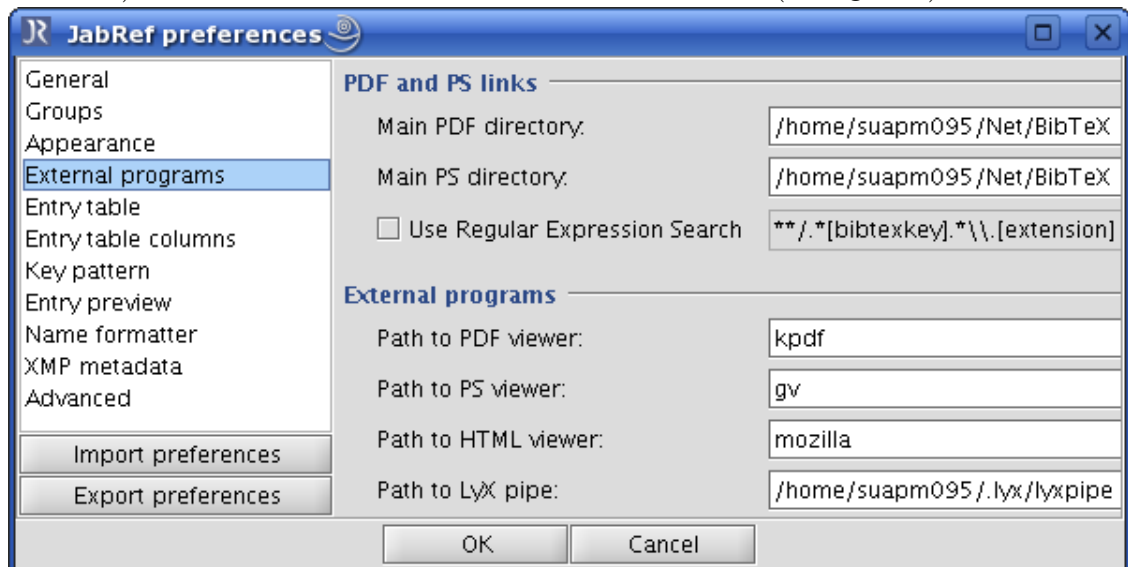 JabRef preferences
General
Groups
Appearance
External programs
Entry table
Entry table columns
Key pattern
Entry preview
Name formatter
XMP metadata
Advanced
Import preferences
Export preferences
PDF and PS links
Main PDF directory: /home/suapm095/Net/BibTeX
Main PS directory: /home/suapm095/Net/BibTeX
Use Regular Expression Search **/.*[bibtexkey].*\\.[extension]
External programs
Path to PDF viewer: kpdf
Path to PS viewer: gv
Path to HTML viewer: mozilla
Path to LyX pipe: /home/suapm095/.lyx/lyxpipe
OK Cancel